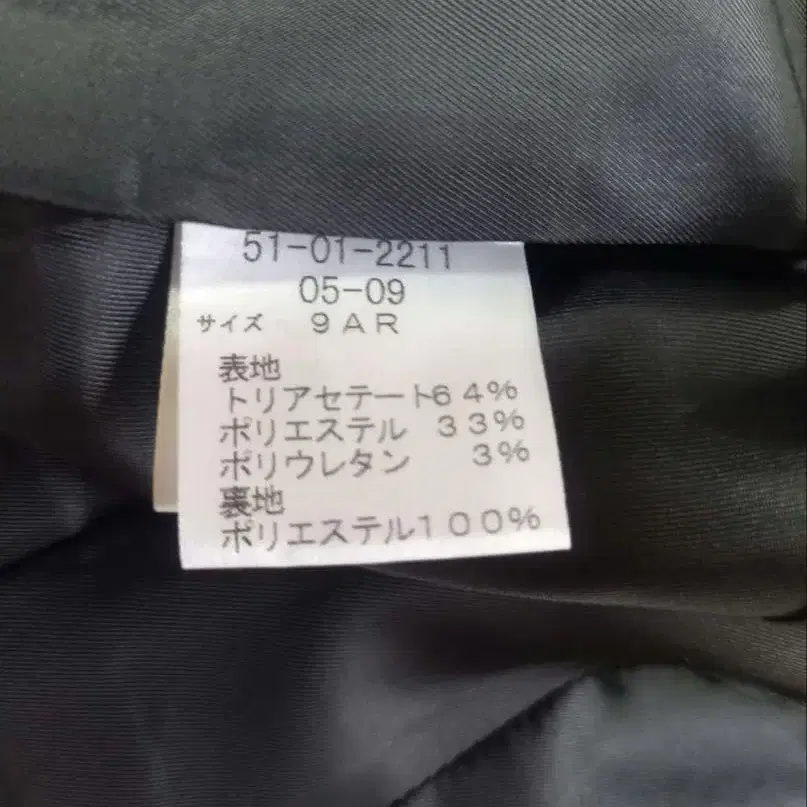 51-01-2211
05-09
サイズ 9AR
表地
トリアセテート64%
ポリエステル 33%
ポリウレタン 3%
裏地
ポリエステル100%